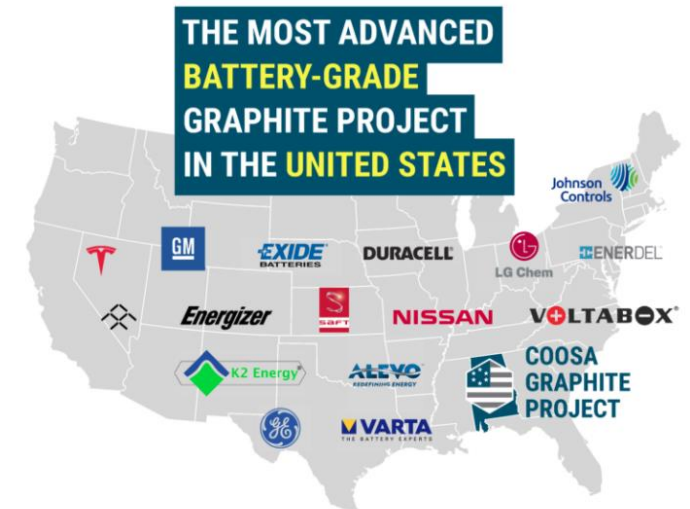 THE MOST ADVANCED
BATTERY-GRADE
GRAPHITE PROJECT
IN THE UNITED STATES
Johnson
Controls
GM
EXIDE
BATTERIES
DURACELL
LG Chem
ENERDEL
Energizer
SAFT
NISSAN
VOLTABOX
K2 Energy
ALEVO
REDEFINING ENERGY
COOSA
GRAPHITE
PROJECT
GE
VARTA
THE BATTERY EXPERTS